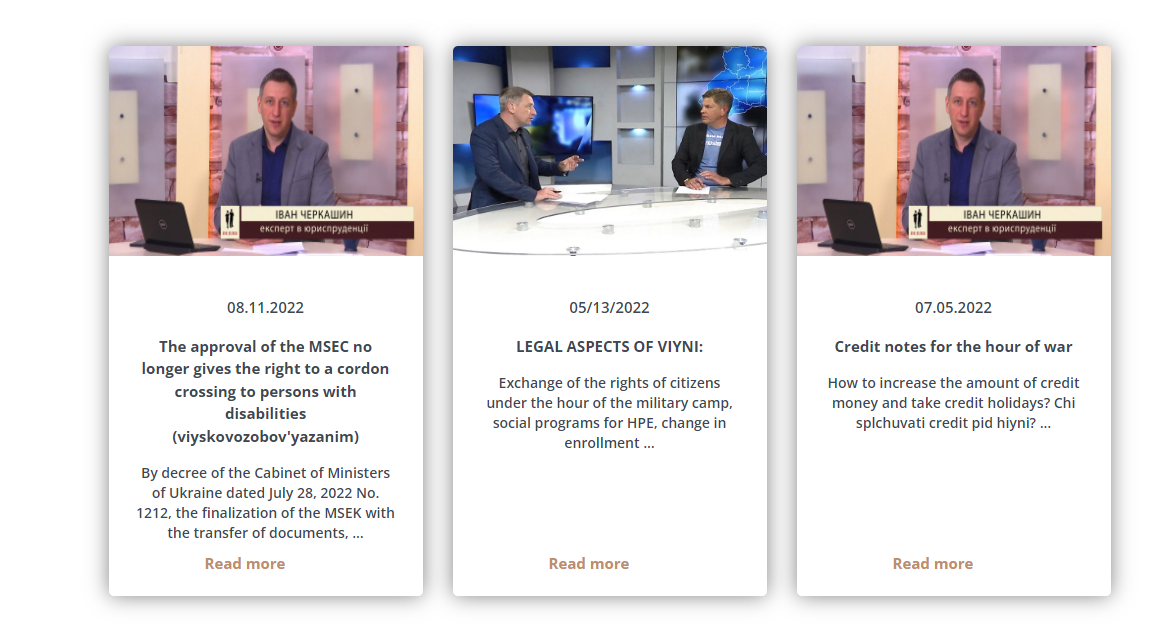 ІВАН ЧЕРКАШИН
експерт в юриспруденції
08.11.2022
The approval of the MSEC no
longer gives the right to a cordon
crossing to persons with
disabilities
(viyskovozobov'yazanim)
By decree of the Cabinet of Ministers
of Ukraine dated July 28, 2022 No.
1212, the finalization of the MSEK with
the transfer of documents, ...
Read more
05/13/2022
LEGAL ASPECTS OF VIYNI:
Exchange of the rights of citizens
under the hour of the military camp,
social programs for HPE, change in
enrollment ...
Read more
ІВАН ЧЕРКАШИН
експерт в юриспруденції
07.05.2022
Credit notes for the hour of war
How to increase the amount of credit
money and take credit holidays? Chi
splchuvati credit pid hiyni? ...
Read more